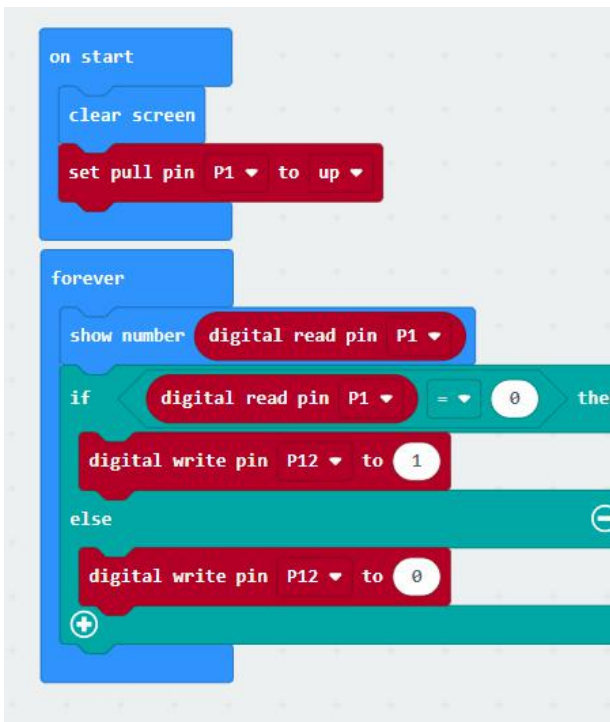 on start
clear screen
set pull pin P1 to up
forever
show number digital read pin P1
if digital read pin P1 = 0 the
digital write pin P12 to 1
else
digital write pin P12 to 0